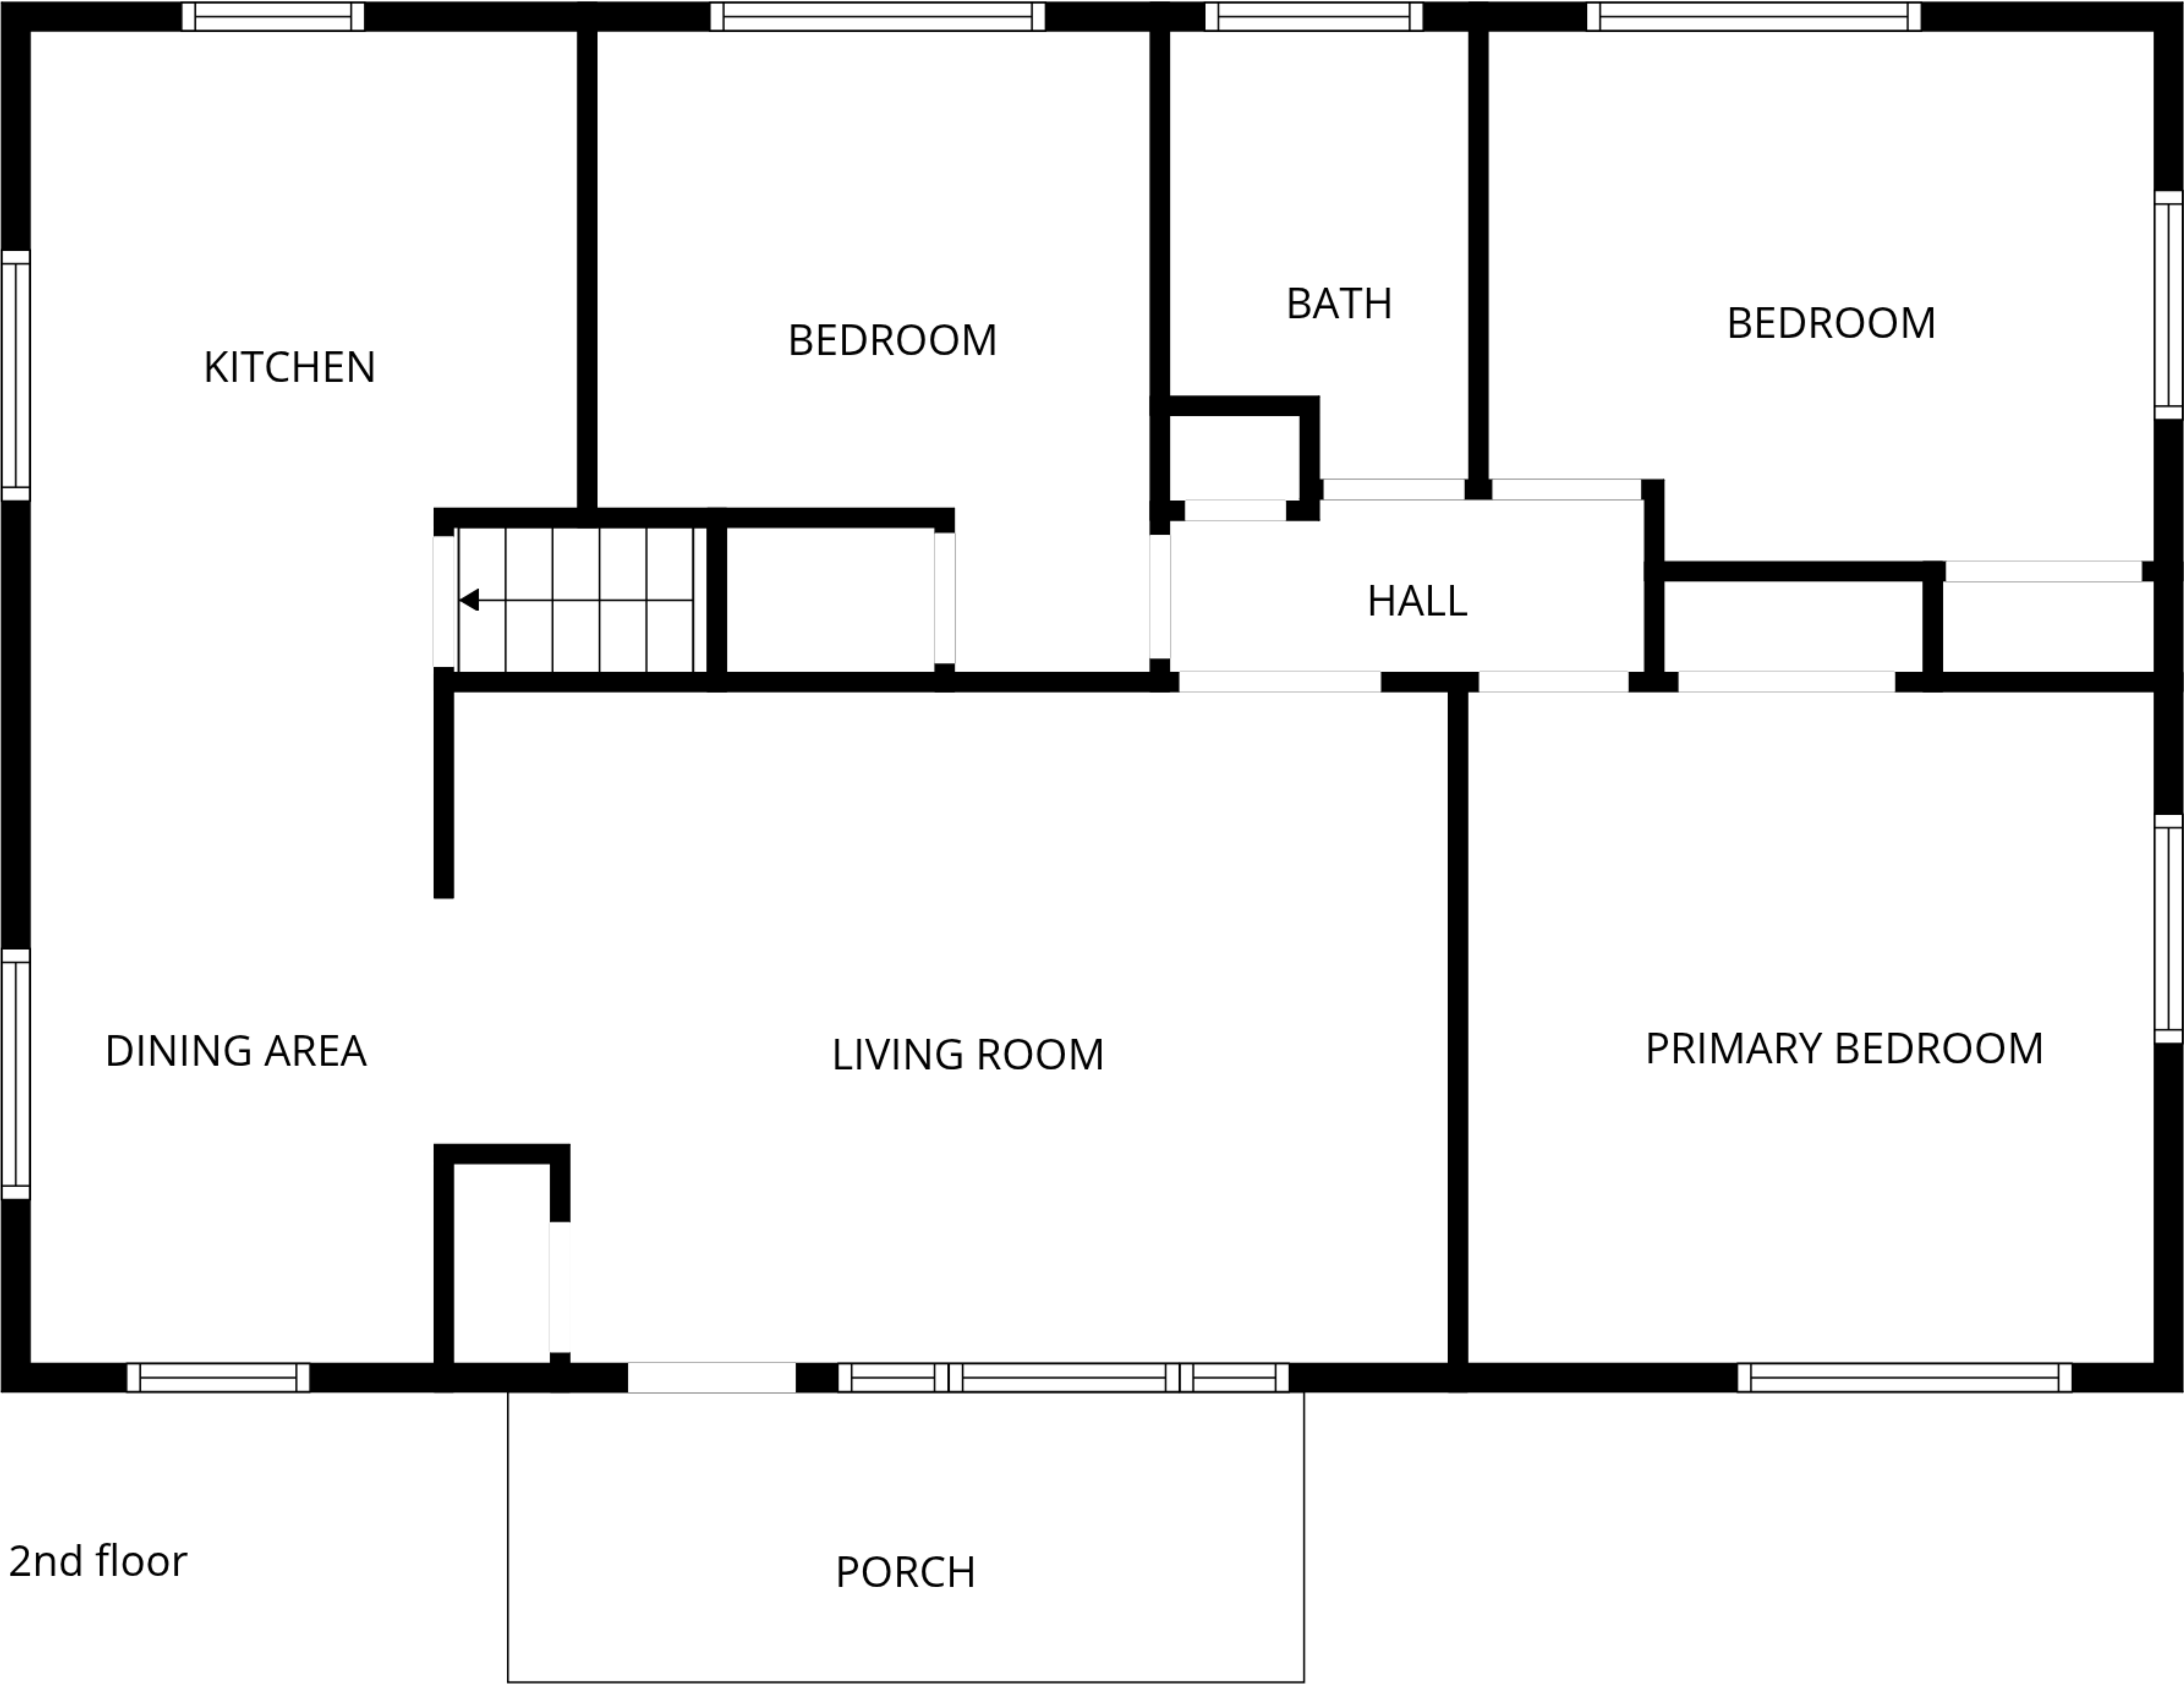 KITCHEN
BEDROOM
BATH
BEDROOM
HALL
DINING AREA
LIVING ROOM
PRIMARY BEDROOM
2nd floor
PORCH